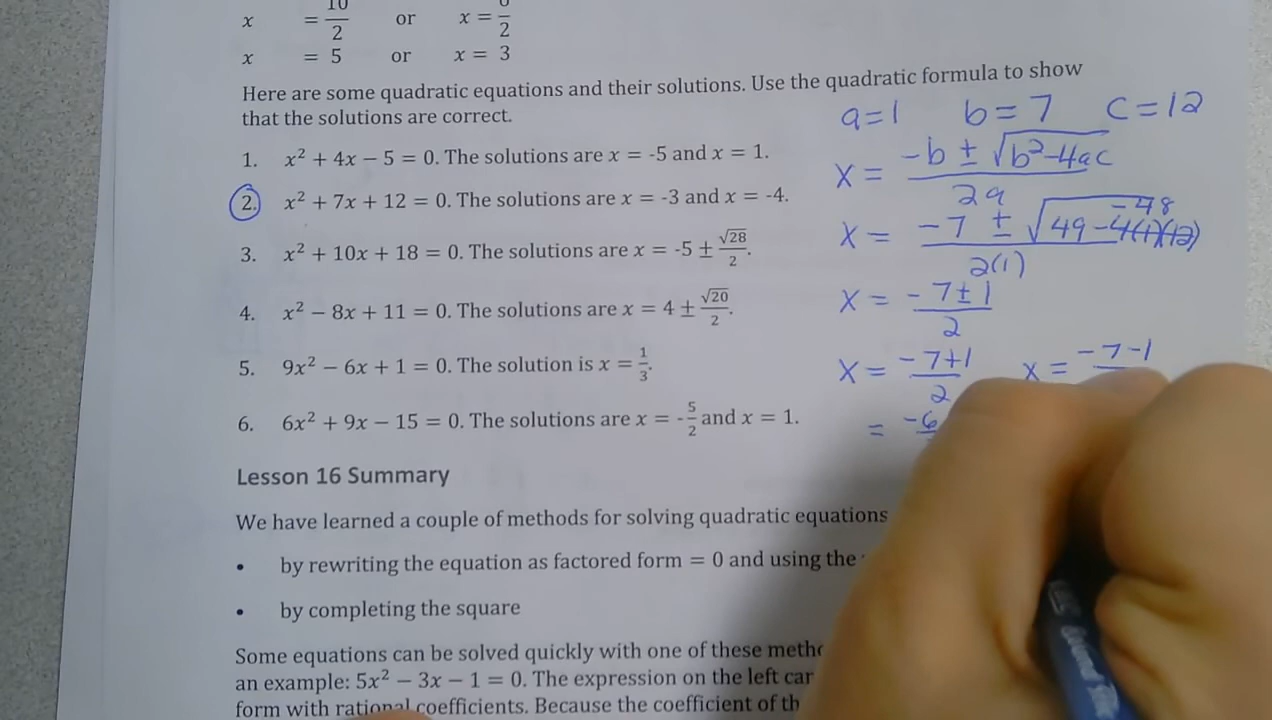 x = 10/2 or x = 6/2
x = 5 or x = 3
Here are some quadratic equations and their solutions. Use the quadratic formula to show
that the solutions are correct.
1. x² + 4x − 5 = 0. The solutions are x = -5 and x = 1.
2. x² + 7x + 12 = 0. The solutions are x = -3 and x = -4.
3. x² + 10x + 18 = 0. The solutions are x = -5 ± √28/2.
4. x² − 8x + 11 = 0. The solutions are x = 4 ± √20/2.
5. 9x² − 6x + 1 = 0. The solution is x = 1/3.
6. 6x² + 9x − 15 = 0. The solutions are x = -5/2 and x = 1.
Lesson 16 Summary
We have learned a couple of methods for solving quadratic equations
• by rewriting the equation as factored form = 0 and using the
• by completing the square
Some equations can be solved quickly with one of these
an example: 5x² − 3x − 1 = 0. The expression on the left
form with rational coefficients. Because the coefficient of
a=1 b=7 c=12
x = -b ± √b²-4ac / 2a
-48
x = -7 ± √49-4(1)(12) / 2(1)
x = -7±1 / 2
x = -7+1 / 2 x = -7-1
= -6